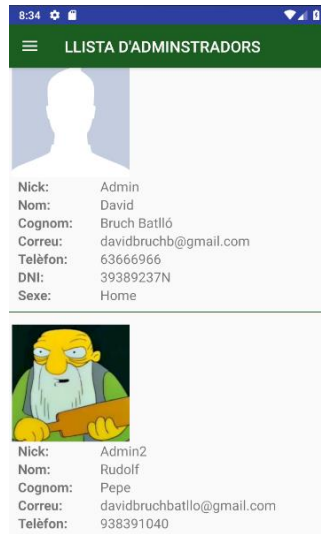 8:34
LLISTA D'ADMINSTRADORS
Nick: Admin
Nom: David
Cognom: Bruch Batlló
Correu: davidbruchb@gmail.com
Telèfon: 63666966
DNI: 39389237N
Sexe: Home
Nick: Admin2
Nom: Rudolf
Cognom: Pepe
Correu: davidbruchbatllo@gmail.com
Telèfon: 938391040